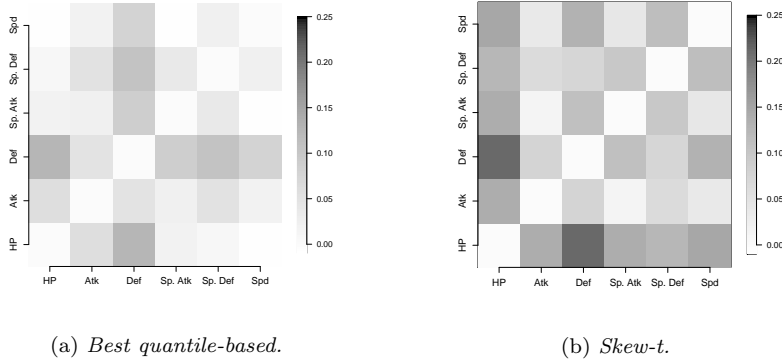 Spd
Sp. Def
Sp. Atk
Def
Atk
HP
HP Atk Def Sp. Atk Sp. Def Spd
0.25
0.20
0.15
0.10
0.05
0.00
(a) Best quantile-based.
Spd
Sp. Def
Sp. Atk
Def
Atk
HP
HP Atk Def Sp. Atk Sp. Def Spd
0.25
0.20
0.15
0.10
0.05
0.00
(b) Skew-t.